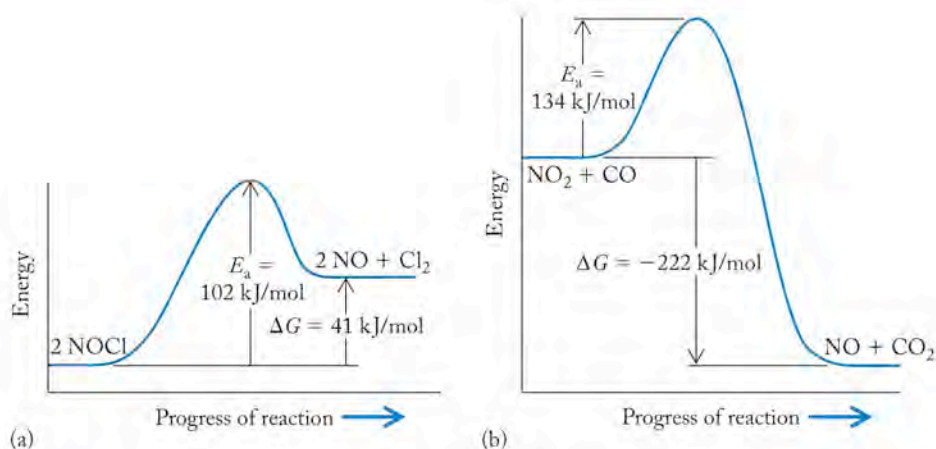 Energy
2 NOCl
Eₐ =
102 kJ/mol
2 NO + Cl₂
ΔG = 41 kJ/mol
Progress of reaction
(a)
Energy
Eₐ =
134 kJ/mol
NO₂ + CO
ΔG = −222 kJ/mol
NO + CO₂
Progress of reaction
(b)